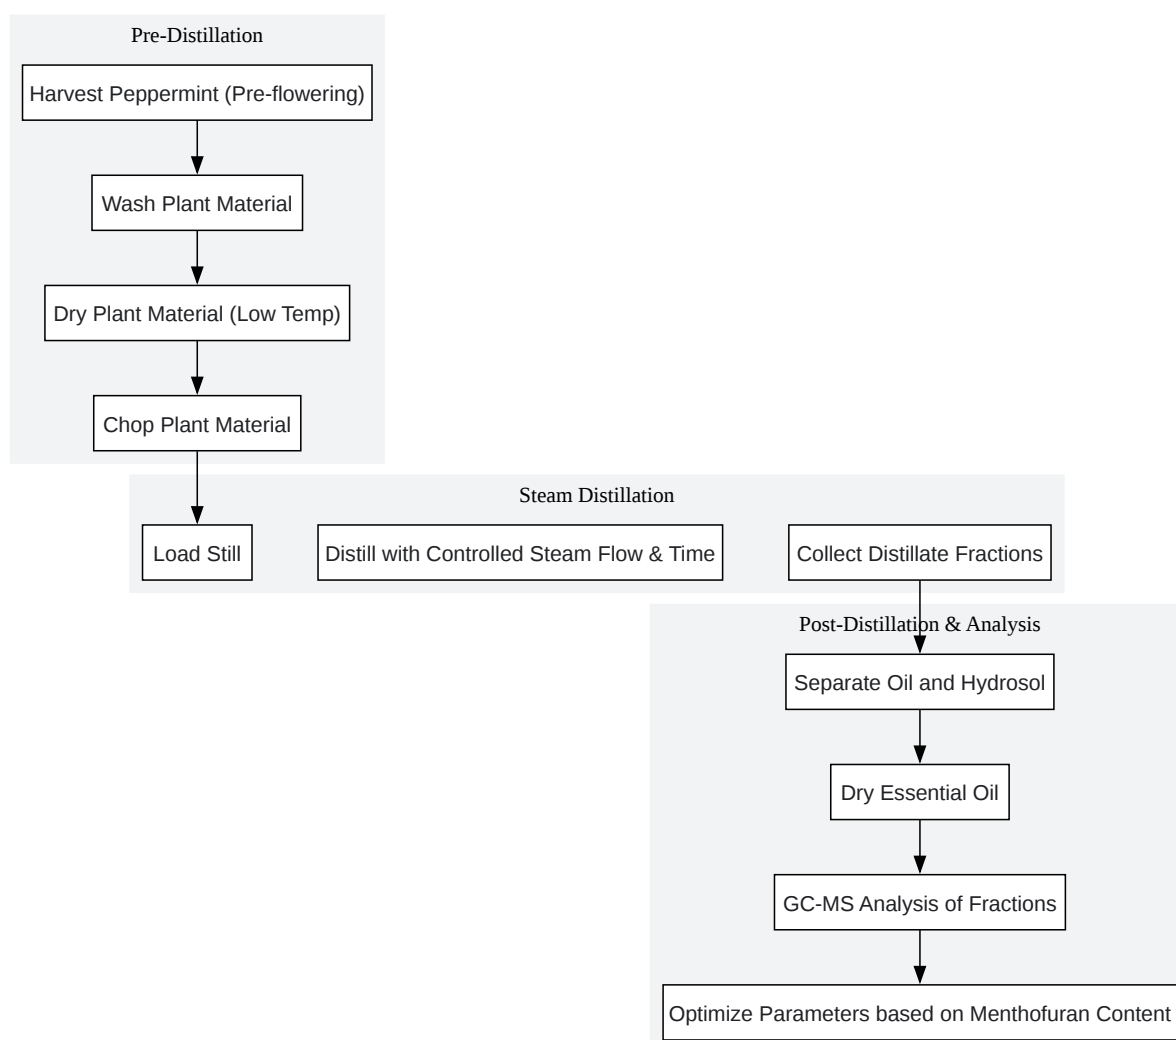 Pre-Distillation
Harvest Peppermint (Pre-flowering)
Wash Plant Material
Dry Plant Material (Low Temp)
Chop Plant Material
Steam Distillation
Load Still
Distill with Controlled Steam Flow & Time
Collect Distillate Fractions
Post-Distillation & Analysis
Separate Oil and Hydrosol
Dry Essential Oil
GC-MS Analysis of Fractions
Optimize Parameters based on Menthofuran Content